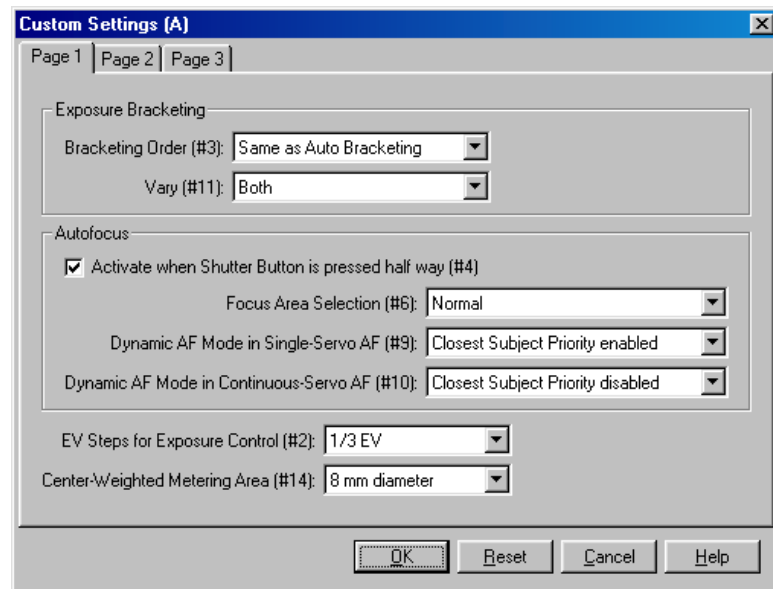 Custom Settings (A)
Page 1 Page 2 Page 3
Exposure Bracketing
Bracketing Order (#3): Same as Auto Bracketing
Vary (#11): Both
Autofocus
Activate when Shutter Button is pressed half way (#4)
Focus Area Selection (#6): Normal
Dynamic AF Mode in Single-Servo AF (#9): Closest Subject Priority enabled
Dynamic AF Mode in Continuous-Servo AF (#10): Closest Subject Priority disabled
EV Steps for Exposure Control (#2): 1/3 EV
Center-Weighted Metering Area (#14): 8 mm diameter
OK Reset Cancel Help